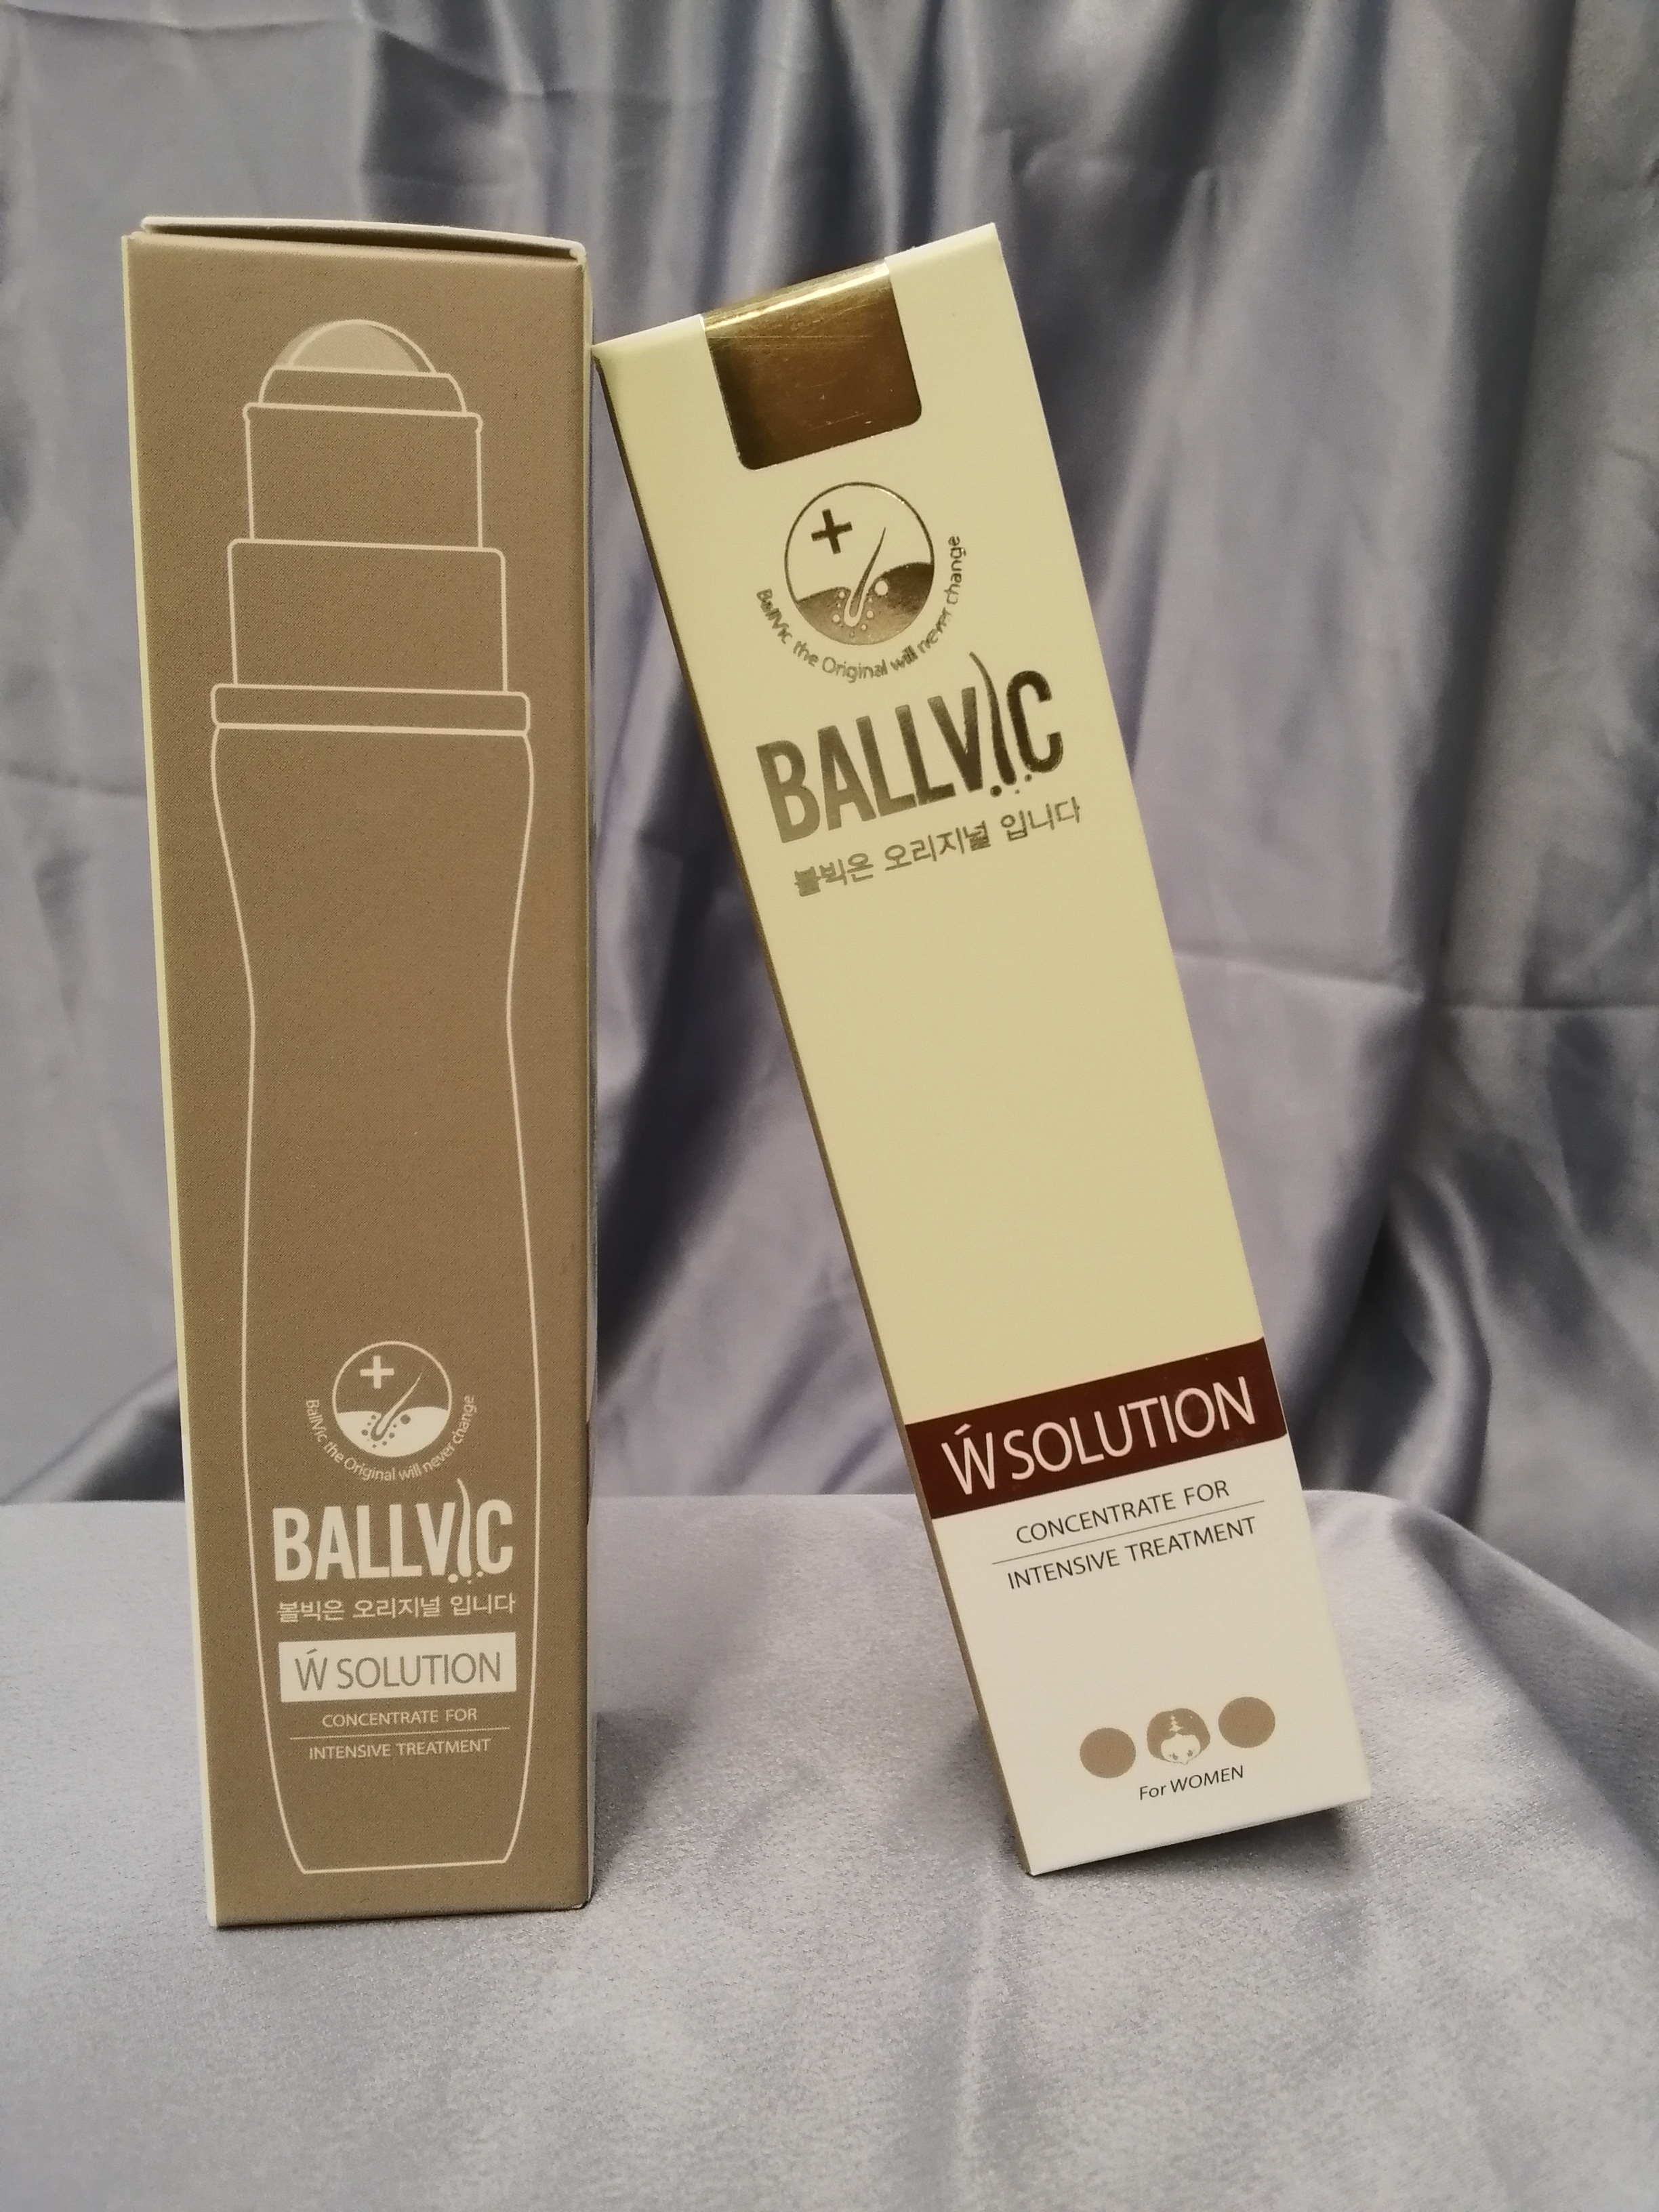 BallVic the Original will never change
BALLVIC
볼빅은 오리지널 입니다
Ẃ SOLUTION
CONCENTRATE FOR
INTENSIVE TREATMENT
BallVic the Original will never change
BALLVIC
볼빅은 오리지널 입니다
Ẃ SOLUTION
CONCENTRATE FOR
INTENSIVE TREATMENT
For WOMEN